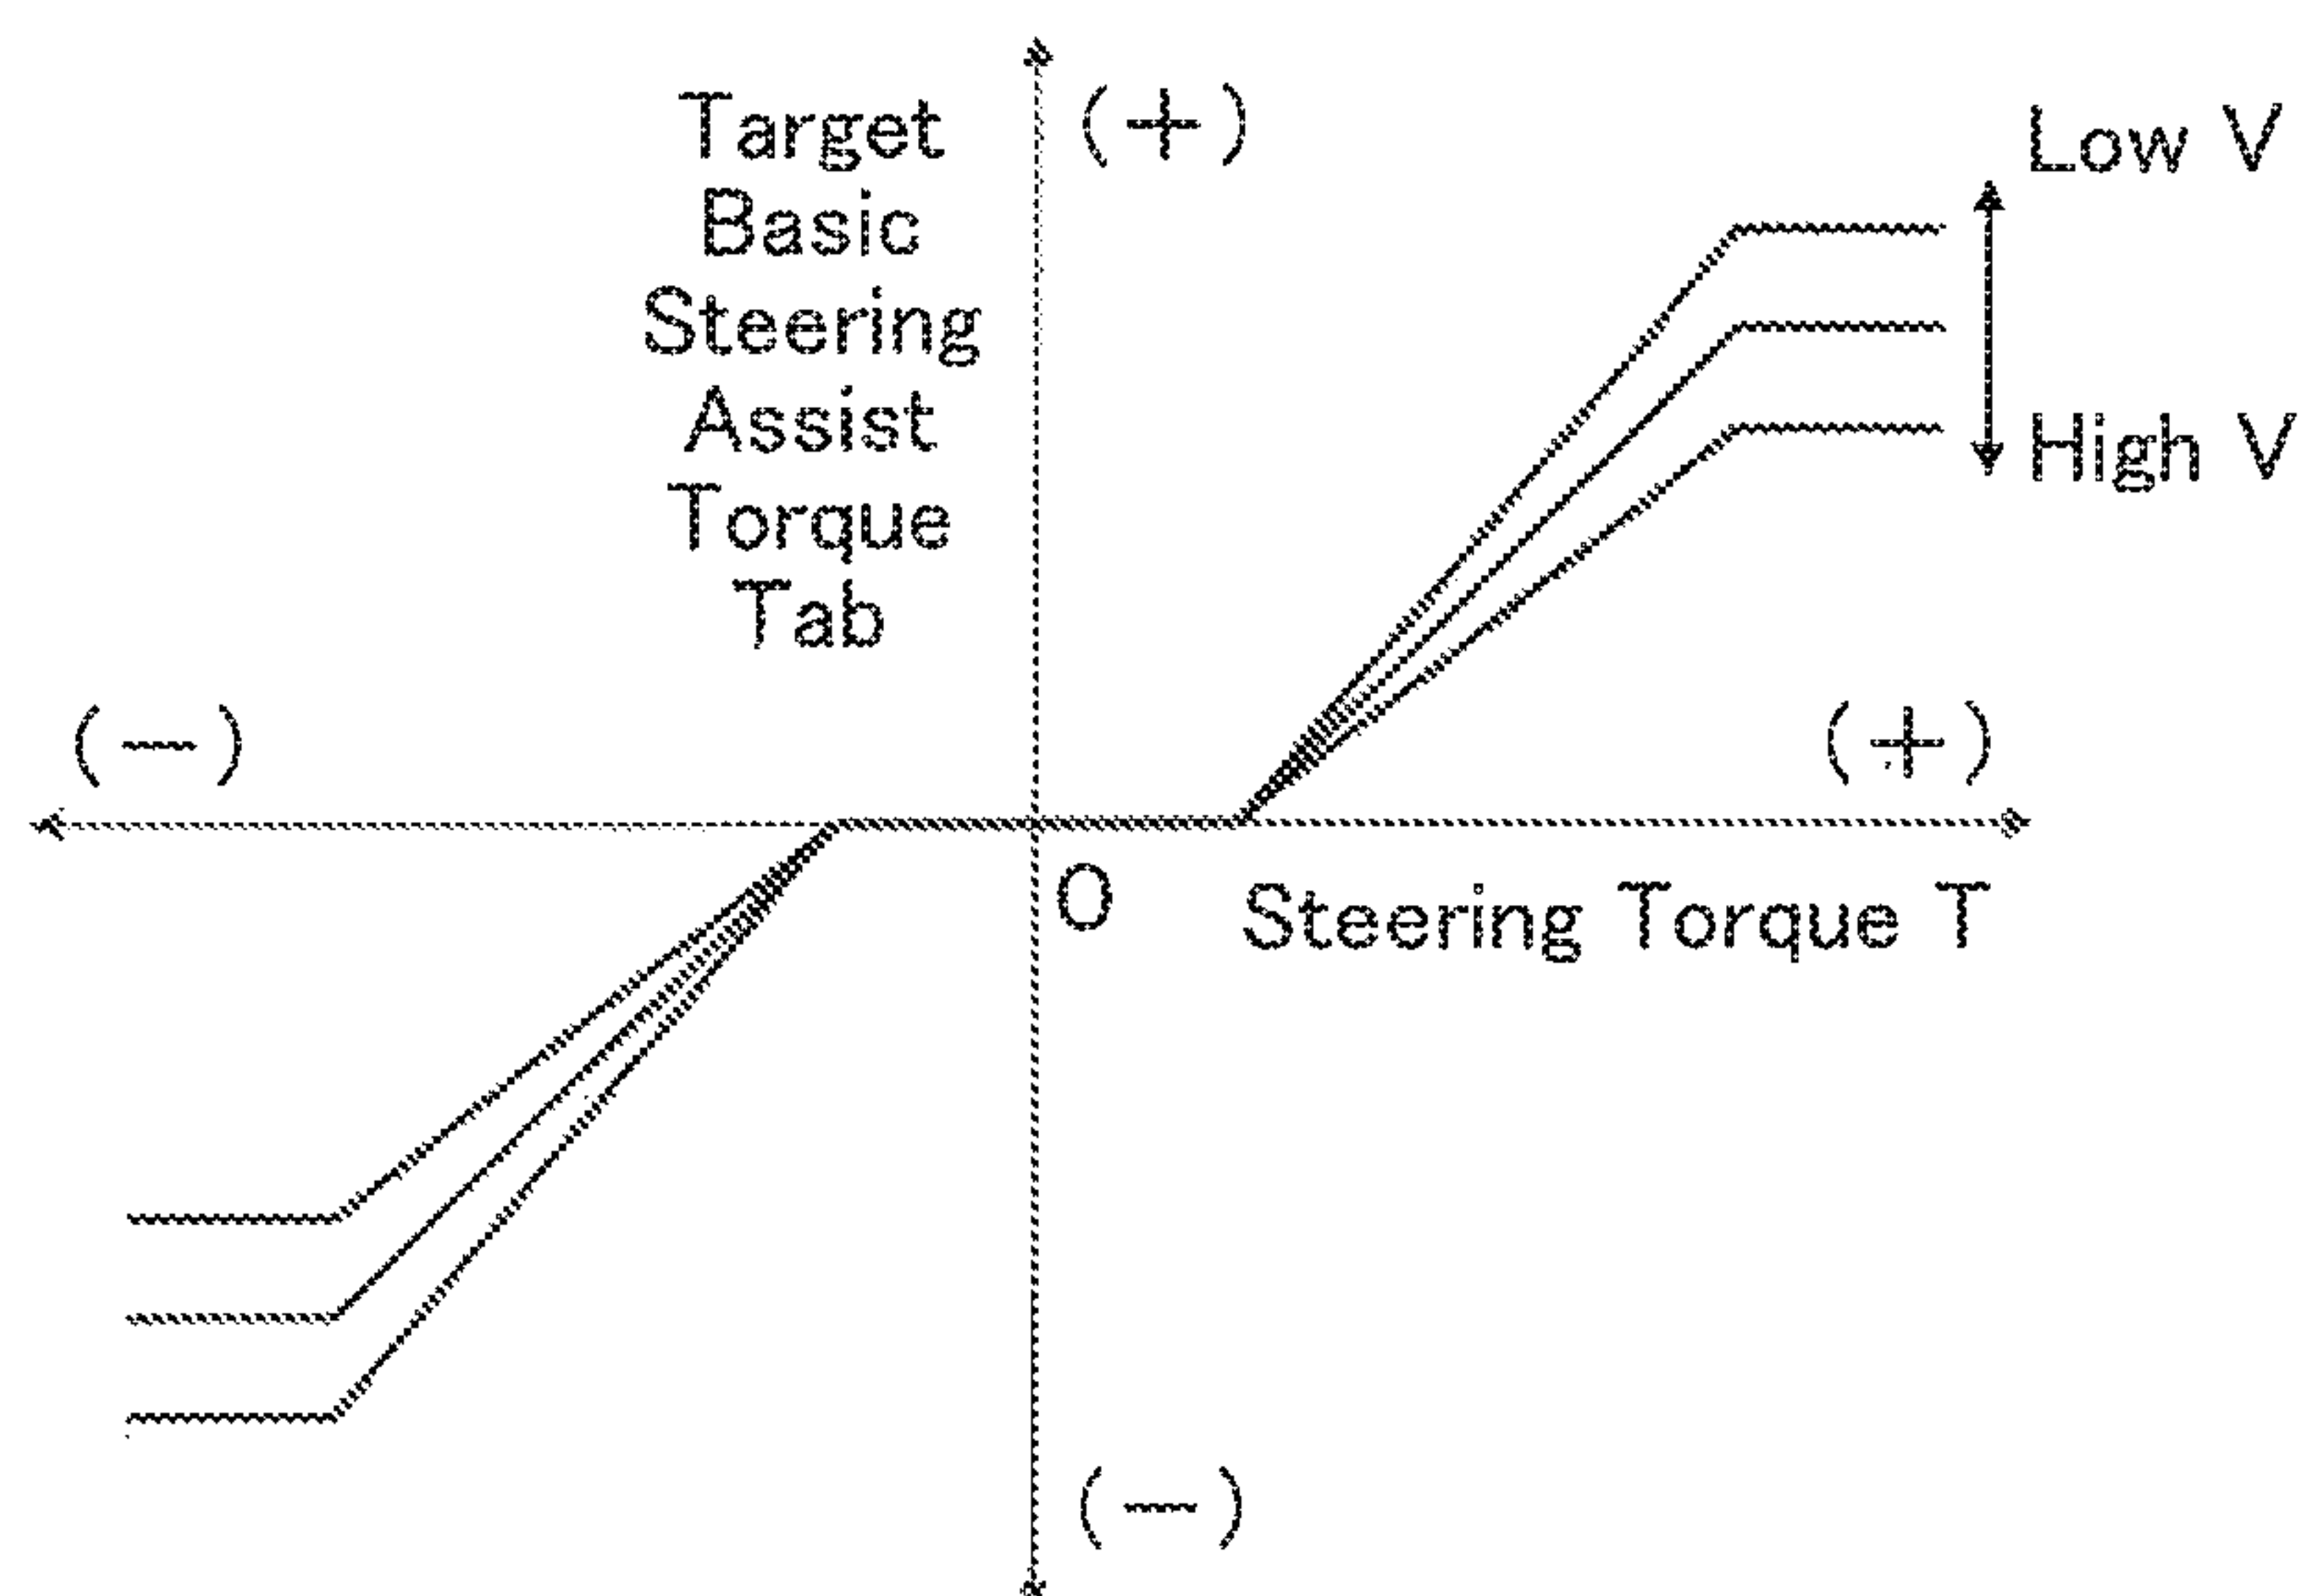 Target
Basic
Steering
Assist
Torque
Tab
(+)
Low V
High V
(−)
(+)
O
Steering Torque T
(−)